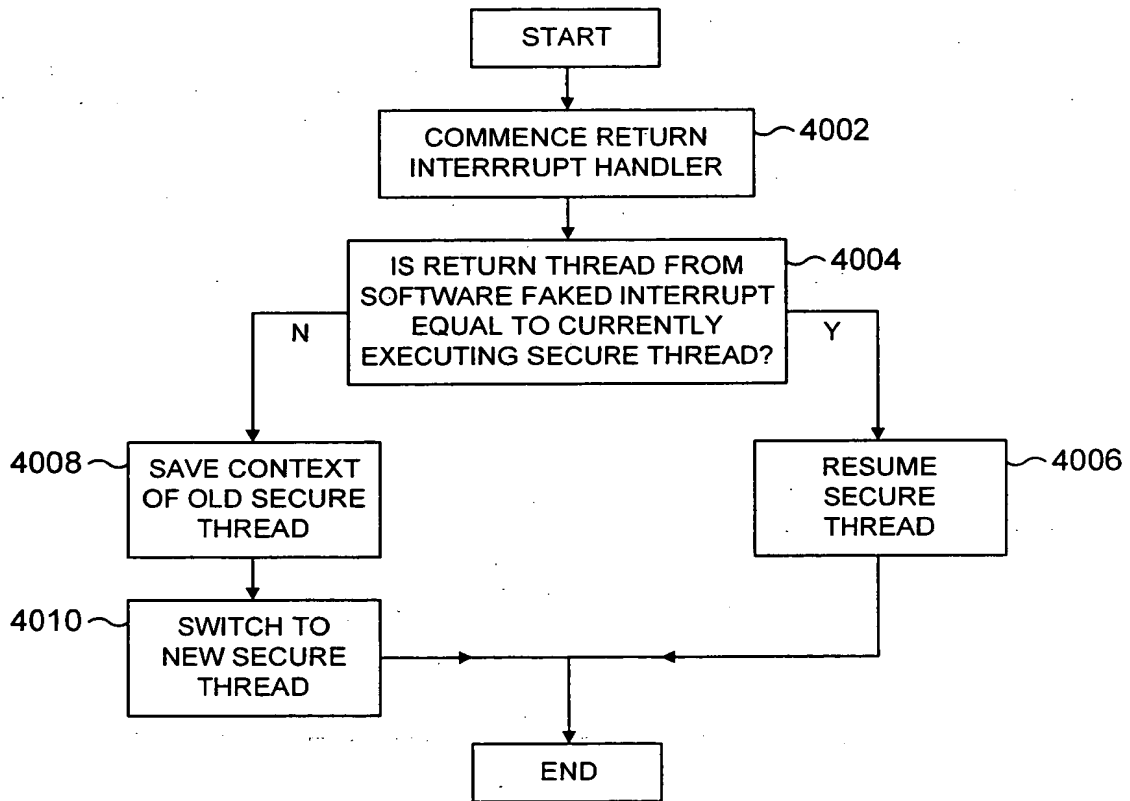 START
COMMENCE RETURN
INTERRRUPT HANDLER
4002
IS RETURN THREAD FROM
SOFTWARE FAKED INTERRUPT
EQUAL TO CURRENTLY
EXECUTING SECURE THREAD?
4004
N
Y
4008
SAVE CONTEXT
OF OLD SECURE
THREAD
RESUME
SECURE
THREAD
4006
4010
SWITCH TO
NEW SECURE
THREAD
END